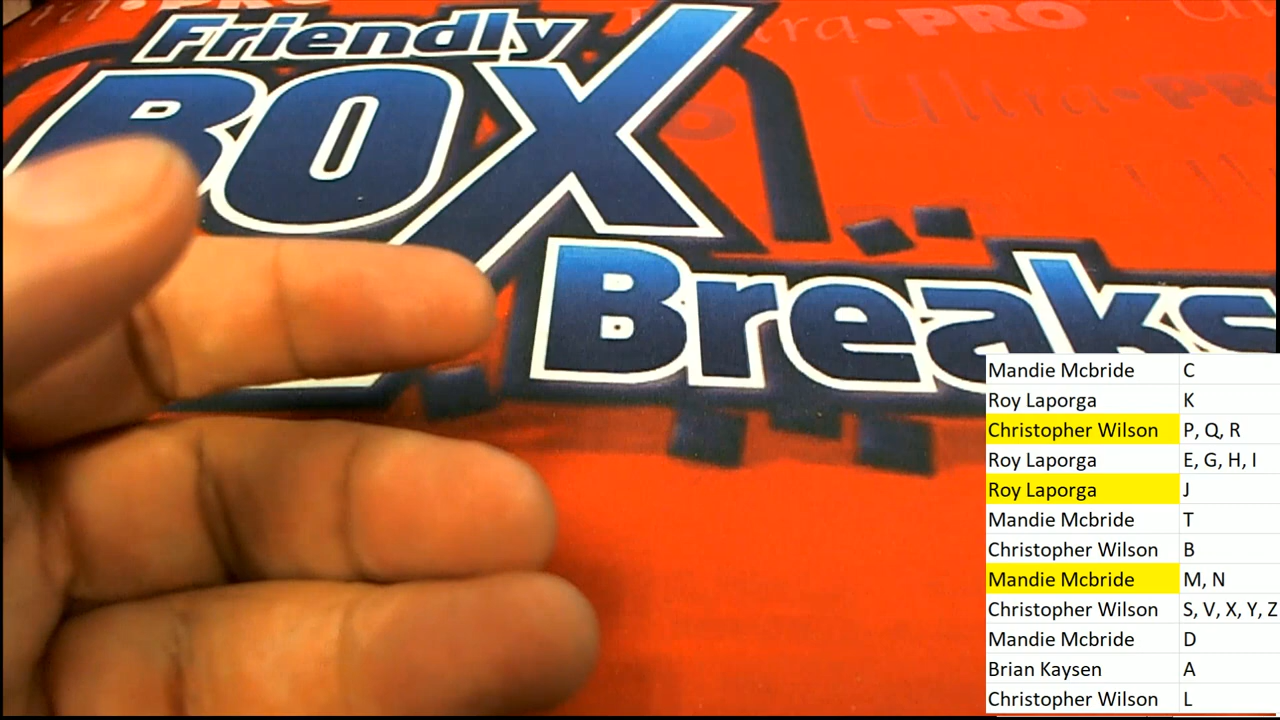 Friendly
BOX
Breaks
Ultra•PRO
Mandie Mcbride C
Roy Laporga K
Christopher Wilson P, Q, R
Roy Laporga E, G, H, I
Roy Laporga J
Mandie Mcbride T
Christopher Wilson B
Mandie Mcbride M, N
Christopher Wilson S, V, X, Y, Z
Mandie Mcbride D
Brian Kaysen A
Christopher Wilson L